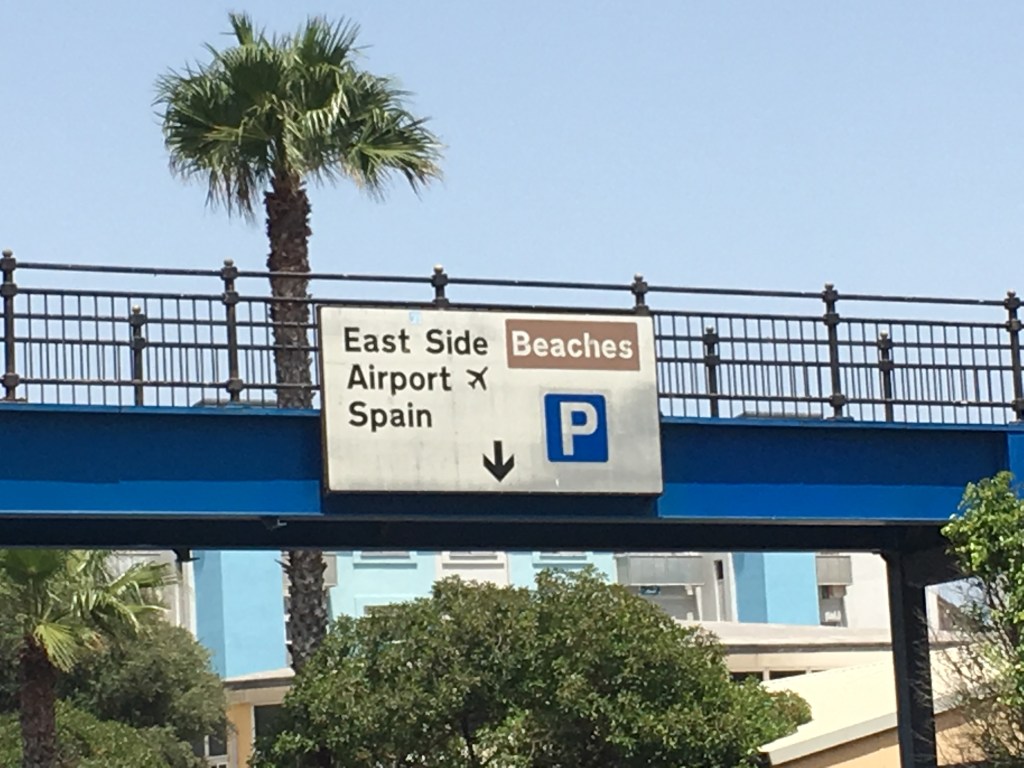 East Side Beaches
Airport
Spain
P